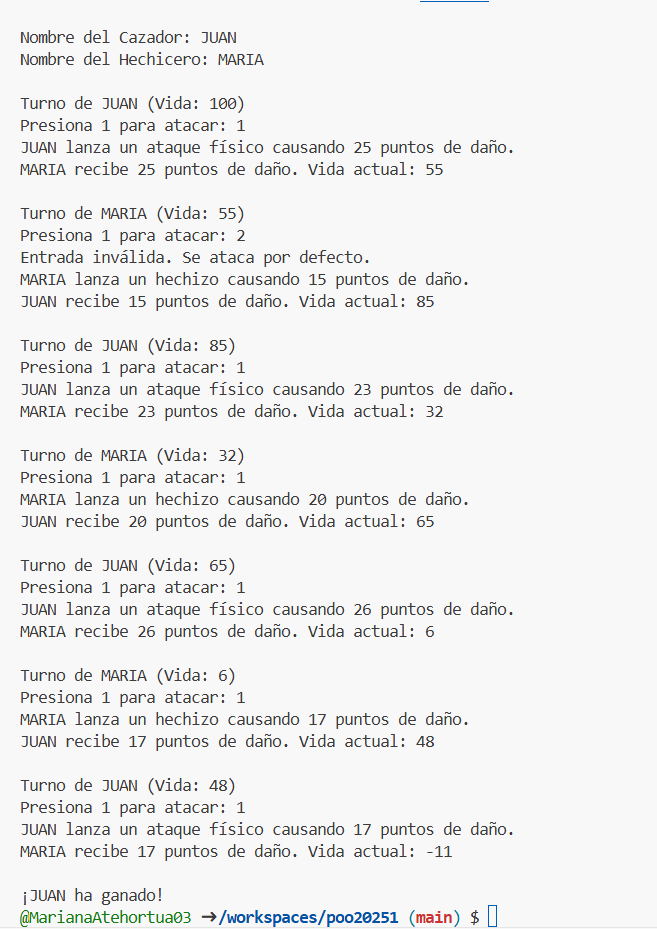 Nombre del Cazador: JUAN
Nombre del Hechicero: MARIA

Turno de JUAN (Vida: 100)
Presiona 1 para atacar: 1
JUAN lanza un ataque físico causando 25 puntos de daño.
MARIA recibe 25 puntos de daño. Vida actual: 55

Turno de MARIA (Vida: 55)
Presiona 1 para atacar: 2
Entrada inválida. Se ataca por defecto.
MARIA lanza un hechizo causando 15 puntos de daño.
JUAN recibe 15 puntos de daño. Vida actual: 85

Turno de JUAN (Vida: 85)
Presiona 1 para atacar: 1
JUAN lanza un ataque físico causando 23 puntos de daño.
MARIA recibe 23 puntos de daño. Vida actual: 32

Turno de MARIA (Vida: 32)
Presiona 1 para atacar: 1
MARIA lanza un hechizo causando 20 puntos de daño.
JUAN recibe 20 puntos de daño. Vida actual: 65

Turno de JUAN (Vida: 65)
Presiona 1 para atacar: 1
JUAN lanza un ataque físico causando 26 puntos de daño.
MARIA recibe 26 puntos de daño. Vida actual: 6

Turno de MARIA (Vida: 6)
Presiona 1 para atacar: 1
MARIA lanza un hechizo causando 17 puntos de daño.
JUAN recibe 17 puntos de daño. Vida actual: 48

Turno de JUAN (Vida: 48)
Presiona 1 para atacar: 1
JUAN lanza un ataque físico causando 17 puntos de daño.
MARIA recibe 17 puntos de daño. Vida actual: -11

¡JUAN ha ganado!
@MarianaAtehortua03 ➜/workspaces/poo20251 (main) $